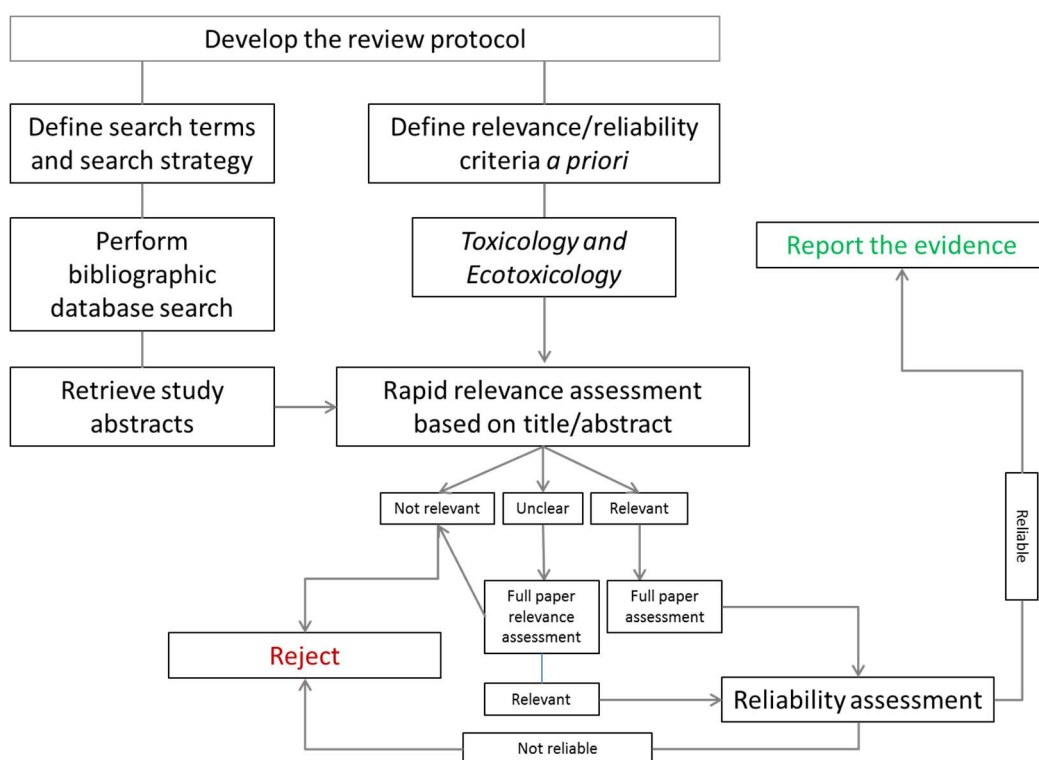 Develop the review protocol
Define search terms
and search strategy
Define relevance/reliability
criteria a priori
Perform
bibliographic
database search
Toxicology and
Ecotoxicology
Report the evidence
Retrieve study
abstracts
Rapid relevance assessment
based on title/abstract
Not relevant
Unclear
Relevant
Reliable
Full paper
relevance
assessment
Full paper
assessment
Reject
Relevant
Reliability assessment
Not reliable